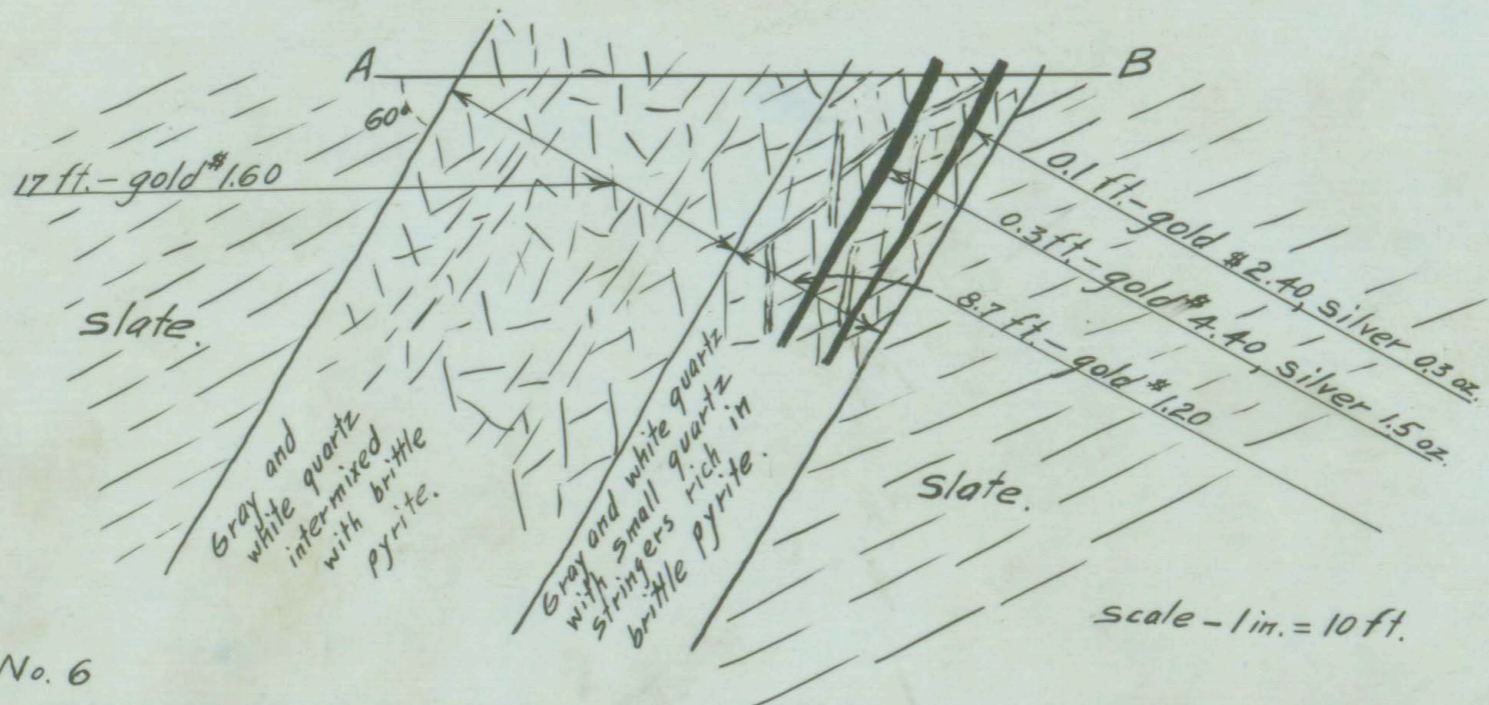 A
B
60°
17 ft. - gold $1.60
0.1 ft - gold $2.40, silver 0.3 oz.
0.3 ft. - gold $4.40, silver 1.5 oz.
8.7 ft. - gold $1.20
slate.
Gray and
white quartz
intermixed
with brittle
pyrite.
Gray and white quartz
with small quartz
stringers rich in
brittle pyrite.
slate.
scale - 1 in. = 10 ft.
No. 6